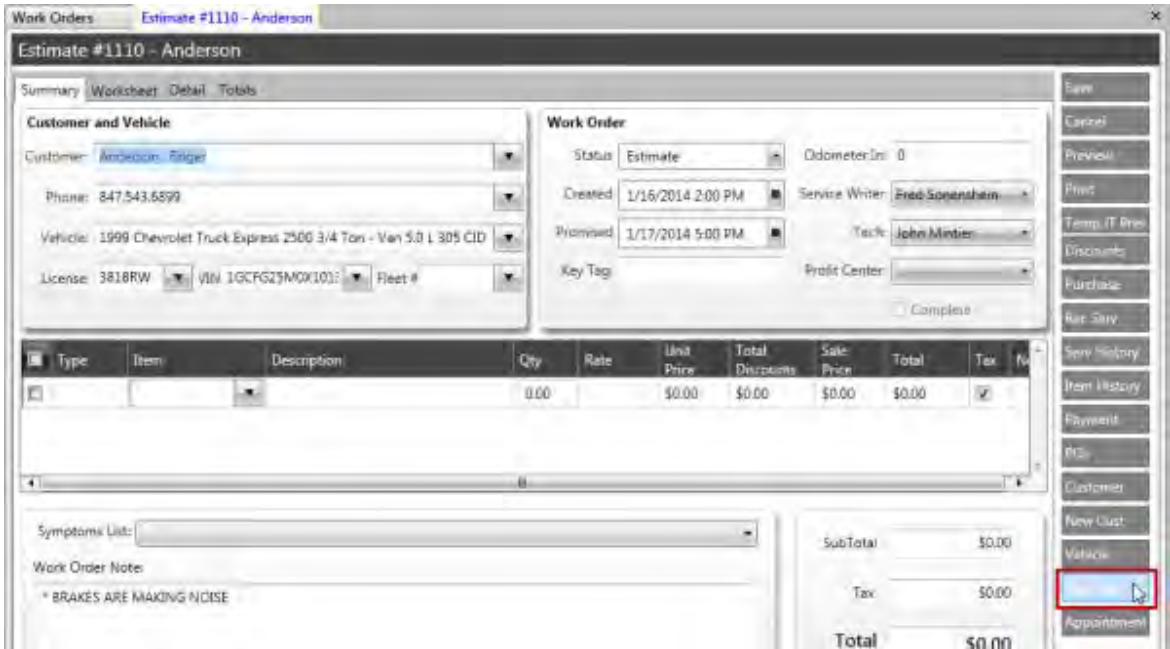 Work Orders Estimate #1110 - Anderson
Estimate #1110 - Anderson
Summary Worksheet Detail Totals
Customer and Vehicle
Customer: Anderson, Roger
Phone: 847.543.6899
Vehicle: 1999 Chevrolet Truck Express 2500 3/4 Ton - Van 5.0 L 305 CID
License: 3818RW VIN Fleet #
Work Order
Status Estimate Odometer In: 0
Created 1/16/2014 2:00 PM Service Writer: Fred Sonenshein
Promised 1/17/2014 5:00 PM Tech: John Mintier
Key Tag: Profit Center:
Complete
Type Item Description Qty Rate Unit Price Total Discounts Sale Price Total Tax
0.00 $0.00 $0.00 $0.00 $0.00
Symptoms List:
Work Order Note:
* BRAKES ARE MAKING NOISE
SubTotal $0.00
Tax $0.00
Total $0.00
Save
Cancel
Preview
Print
Discounts
Purchase
Rec Serv
Serv History
Item History
Payment
POs
Customer
New Cust
Vehicle
Appointment